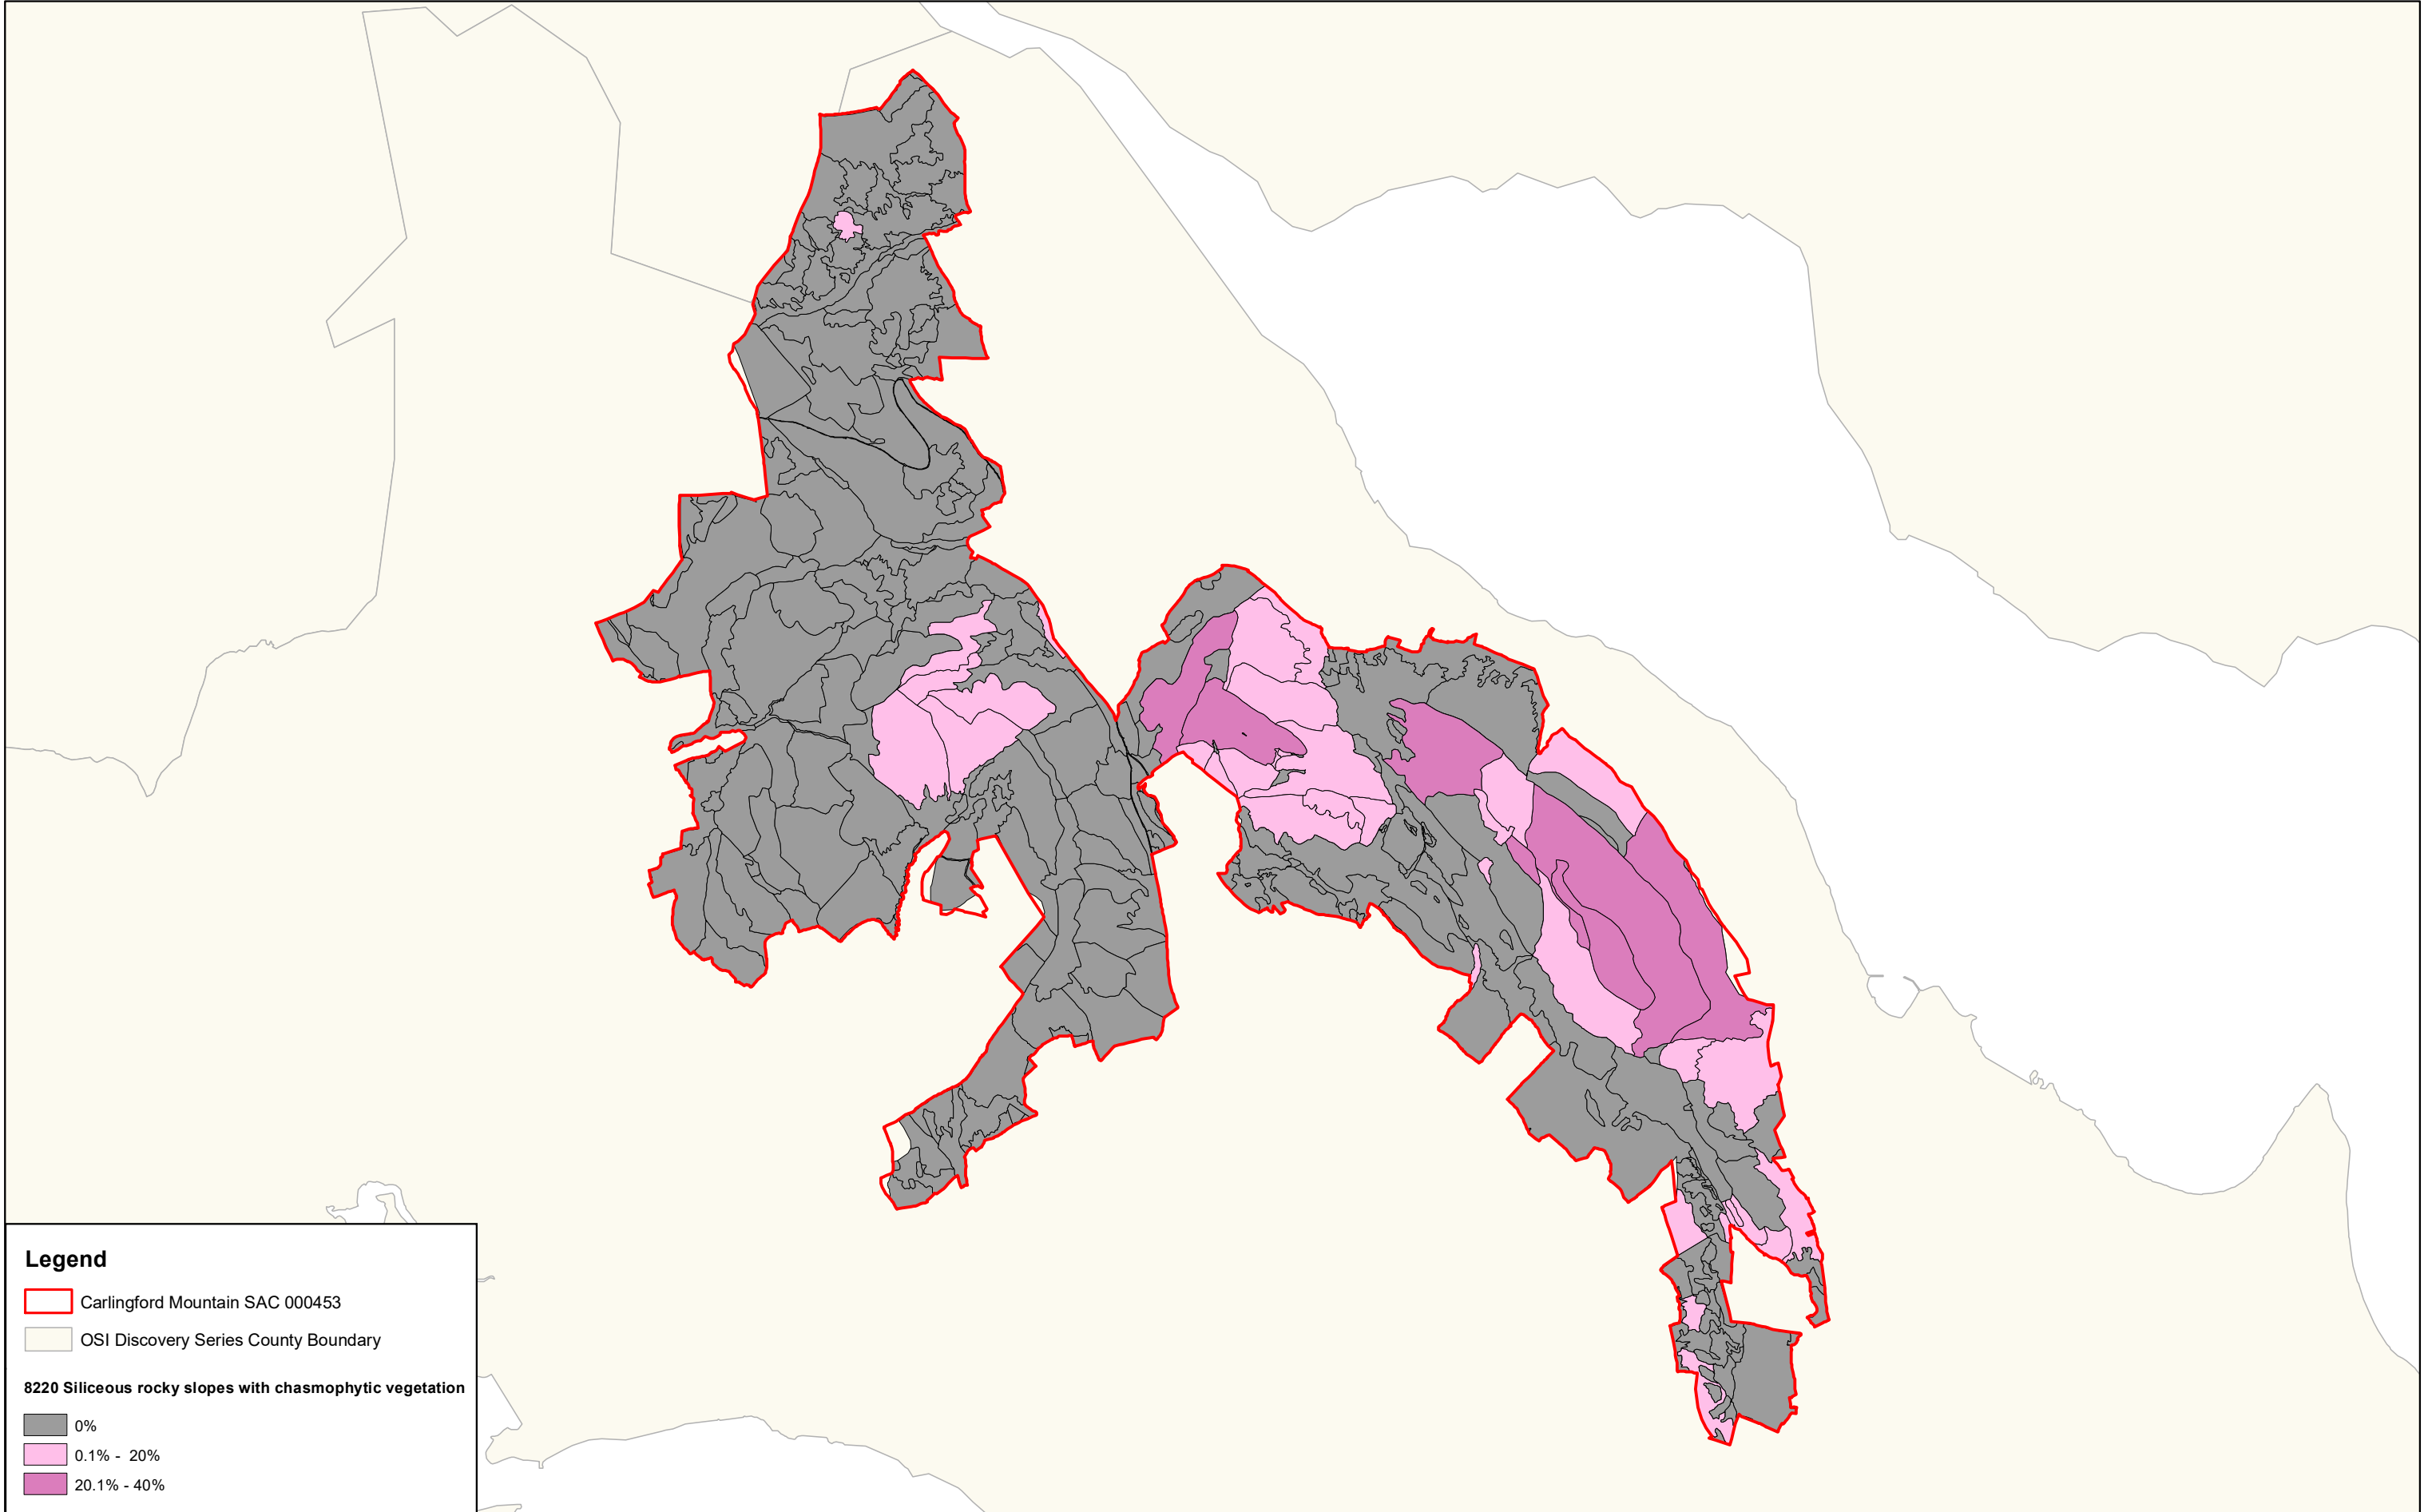 Legend
Carlingford Mountain SAC 000453
OSI Discovery Series County Boundary
8220 Siliceous rocky slopes with chasmophytic vegetation
0%
0.1% - 20%
20.1% - 40%